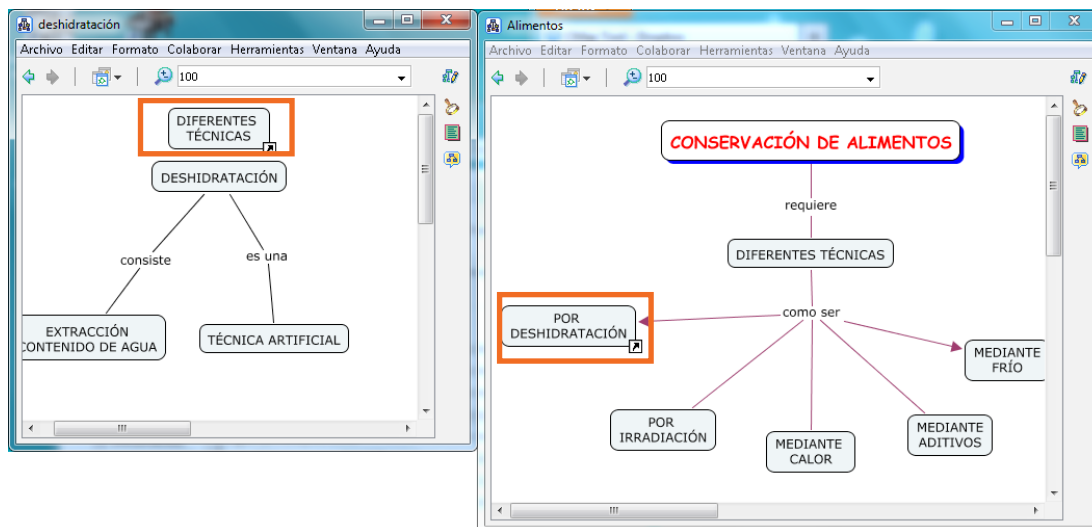 deshidratación
Archivo Editar Formato Colaborar Herramientas Ventana Ayuda
100
DIFERENTES
TÉCNICAS
DESHIDRATACIÓN
consiste
es una
EXTRACCIÓN
CONTENIDO DE AGUA
TÉCNICA ARTIFICIAL
Alimentos
Archivo Editar Formato Colaborar Herramientas Ventana Ayuda
100
CONSERVACIÓN DE ALIMENTOS
requiere
DIFERENTES TÉCNICAS
como ser
POR
DESHIDRATACIÓN
MEDIANTE
FRÍO
POR
IRRADIACIÓN
MEDIANTE
CALOR
MEDIANTE
ADITIVOS